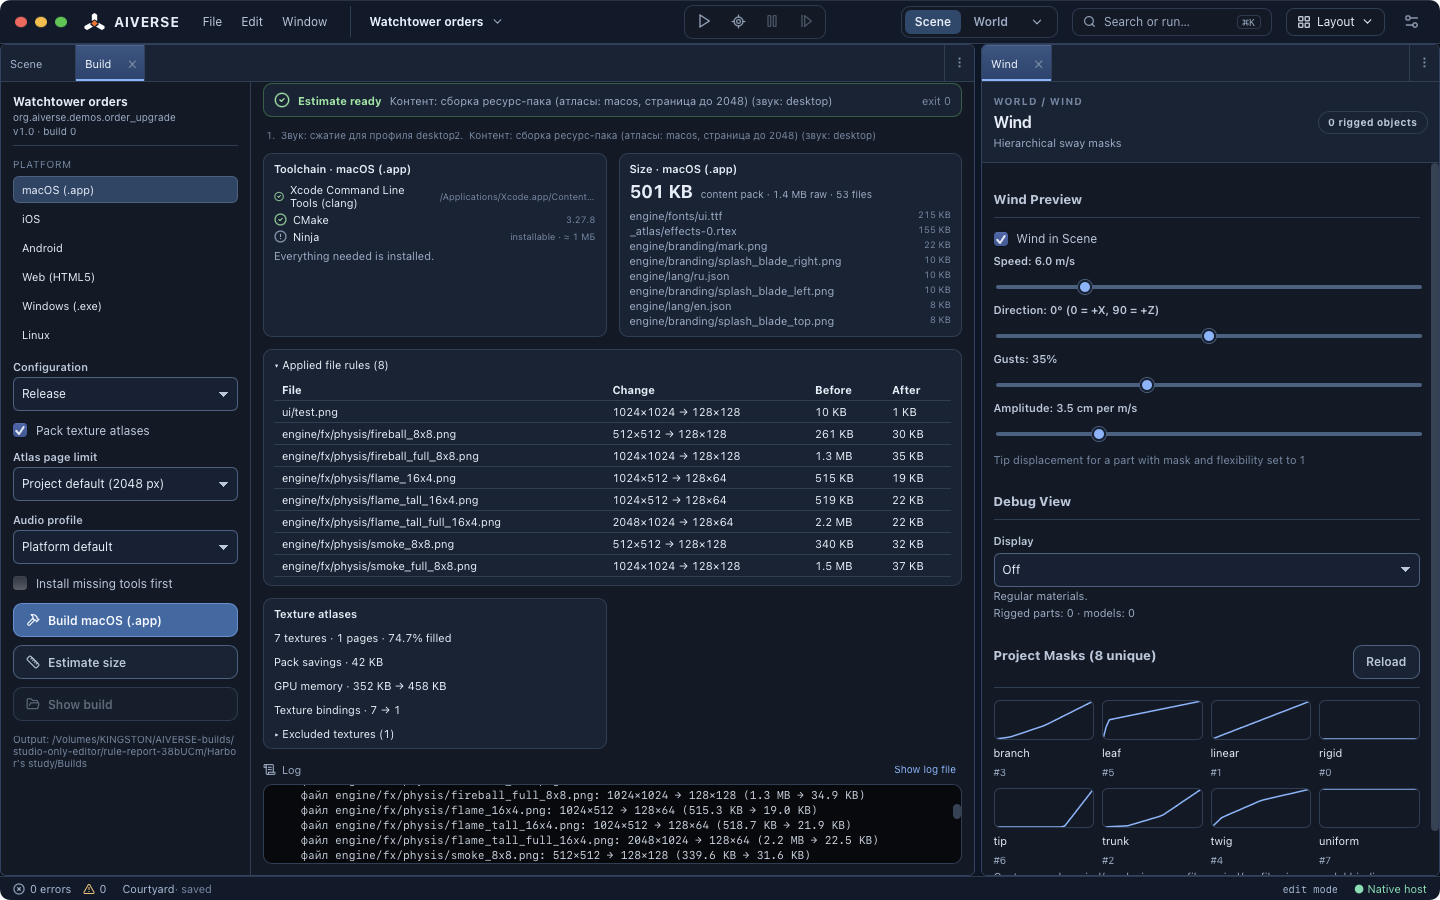 AIVERSE File Edit Window Watchtower orders Scene World Search or run... ⌘K Layout
Scene Build
Watchtower orders
org.aiverse.demos.order_upgrade
v1.0 · build 0
PLATFORM
macOS (.app)
iOS
Android
Web (HTML5)
Windows (.exe)
Linux
Configuration
Release
Pack texture atlases
Atlas page limit
Project default (2048 px)
Audio profile
Platform default
Install missing tools first
Build macOS (.app)
Estimate size
Show build
Output: /Volumes/KINGSTON/AIVERSE-builds/
studio-only-editor/rule-report-38bUCm/Harbo
r's study/Builds
Estimate ready Контент: сборка ресурс-пака (атласы: macos, страница до 2048) (звук: desktop) exit 0
1. Звук: сжатие для профиля desktop2. Контент: сборка ресурс-пака (атласы: macos, страница до 2048) (звук: desktop)
Toolchain · macOS (.app)
Xcode Command Line
Tools (clang) /Applications/Xcode.app/Content...
CMake 3.27.8
Ninja installable · ≈ 1 МБ
Everything needed is installed.
Size · macOS (.app)
501 KB content pack · 1.4 MB raw · 53 files
engine/fonts/ui.ttf 215 KB
_atlas/effects-0.rtex 155 KB
engine/branding/mark.png 22 KB
engine/branding/splash_blade_right.png 10 KB
engine/lang/ru.json 10 KB
engine/branding/splash_blade_left.png 10 KB
engine/lang/en.json 8 KB
engine/branding/splash_blade_top.png 8 KB
Applied file rules (8)
File Change Before After
ui/test.png 1024×1024 → 128×128 10 KB 1 KB
engine/fx/physis/fireball_8x8.png 512×512 → 128×128 261 KB 30 KB
engine/fx/physis/fireball_full_8x8.png 1024×1024 → 128×128 1.3 MB 35 KB
engine/fx/physis/flame_16x4.png 1024×512 → 128×64 515 KB 19 KB
engine/fx/physis/flame_tall_16x4.png 1024×512 → 128×64 519 KB 22 KB
engine/fx/physis/flame_tall_full_16x4.png 2048×1024 → 128×64 2.2 MB 22 KB
engine/fx/physis/smoke_8x8.png 512×512 → 128×128 340 KB 32 KB
engine/fx/physis/smoke_full_8x8.png 1024×1024 → 128×128 1.5 MB 37 KB
Texture atlases
7 textures · 1 pages · 74.7% filled
Pack savings · 42 KB
GPU memory · 352 KB → 458 KB
Texture bindings · 7 → 1
Excluded textures (1)
Log Show log file
файл engine/fx/physis/fireball_full_8x8.png: 1024×1024 → 128×128 (1.3 MB → 34.9 KB)
файл engine/fx/physis/flame_16x4.png: 1024×512 → 128×64 (515.3 KB → 19.0 KB)
файл engine/fx/physis/flame_tall_16x4.png: 1024×512 → 128×64 (518.7 KB → 21.9 KB)
файл engine/fx/physis/flame_tall_full_16x4.png: 2048×1024 → 128×64 (2.2 MB → 22.5 KB)
файл engine/fx/physis/smoke_8x8.png: 512×512 → 128×128 (339.6 KB → 31.6 KB)
Wind
WORLD / WIND
Wind
Hierarchical sway masks
0 rigged objects
Wind Preview
Wind in Scene
Speed: 6.0 m/s
Direction: 0° (0 = +X, 90 = +Z)
Gusts: 35%
Amplitude: 3.5 cm per m/s
Tip displacement for a part with mask and flexibility set to 1
Debug View
Display
Off
Regular materials.
Rigged parts: 0 · models: 0
Project Masks (8 unique) Reload
branch leaf linear rigid
#3 #5 #1 #0
tip trunk twig uniform
#6 #2 #4 #7
0 errors 0 Courtyard · saved edit mode Native host